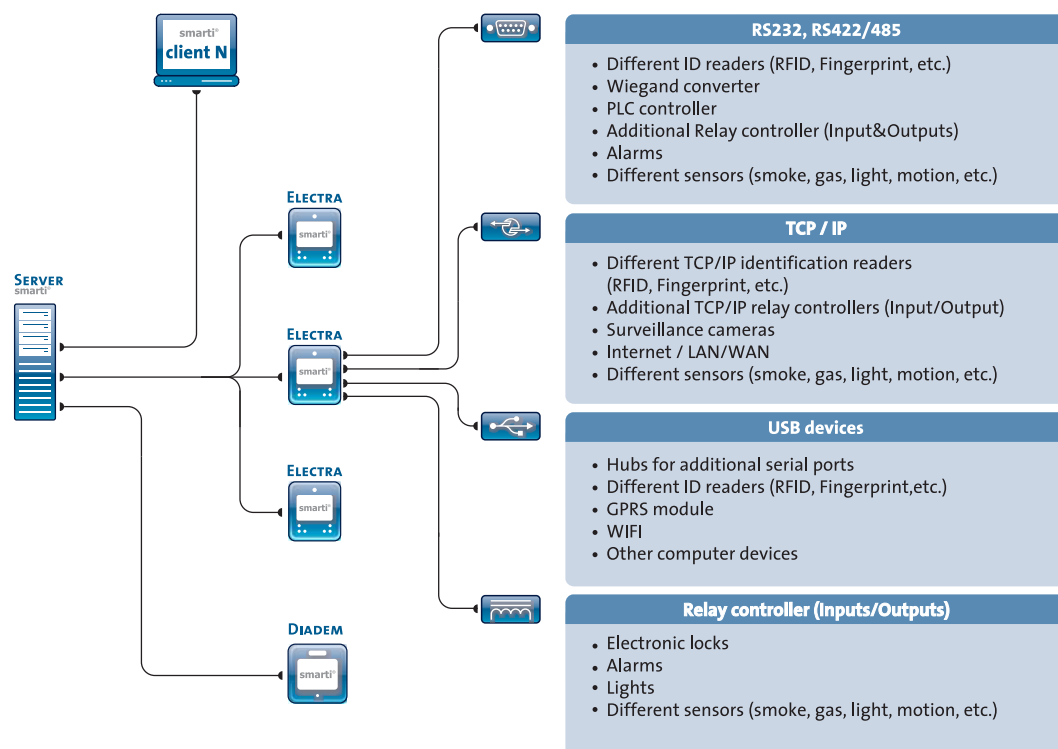 smarti®
client N
ELECTRA
smarti®
SERVER
smarti®
ELECTRA
smarti®
ELECTRA
smarti®
DIADEM
smarti®
RS232, RS422/485
• Different ID readers (RFID, Fingerprint, etc.)
• Wiegand converter
• PLC controller
• Additional Relay controller (Input&Outputs)
• Alarms
• Different sensors (smoke, gas, light, motion, etc.)
TCP / IP
• Different TCP/IP identification readers
(RFID, Fingerprint, etc.)
• Additional TCP/IP relay controllers (Input/Output)
• Surveillance cameras
• Internet / LAN/WAN
• Different sensors (smoke, gas, light, motion, etc.)
USB devices
• Hubs for additional serial ports
• Different ID readers (RFID, Fingerprint,etc.)
• GPRS module
• WIFI
• Other computer devices
Relay controller (Inputs/Outputs)
• Electronic locks
• Alarms
• Lights
• Different sensors (smoke, gas, light, motion, etc.)